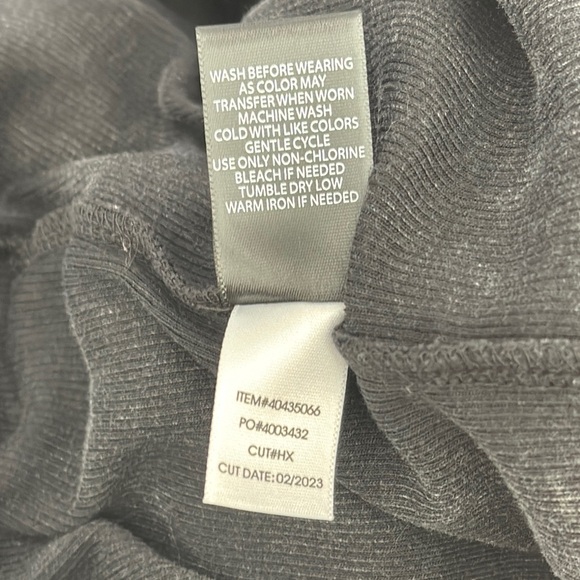 WASH BEFORE WEARING
AS COLOR MAY
TRANSFER WHEN WORN
MACHINE WASH
COLD WITH LIKE COLORS
GENTLE CYCLE
USE ONLY NON-CHLORINE
BLEACH IF NEEDED
TUMBLE DRY LOW
WARM IRON IF NEEDED
ITEM#40435066
PO#4003432
CUT#HX
CUT DATE: 02/2023